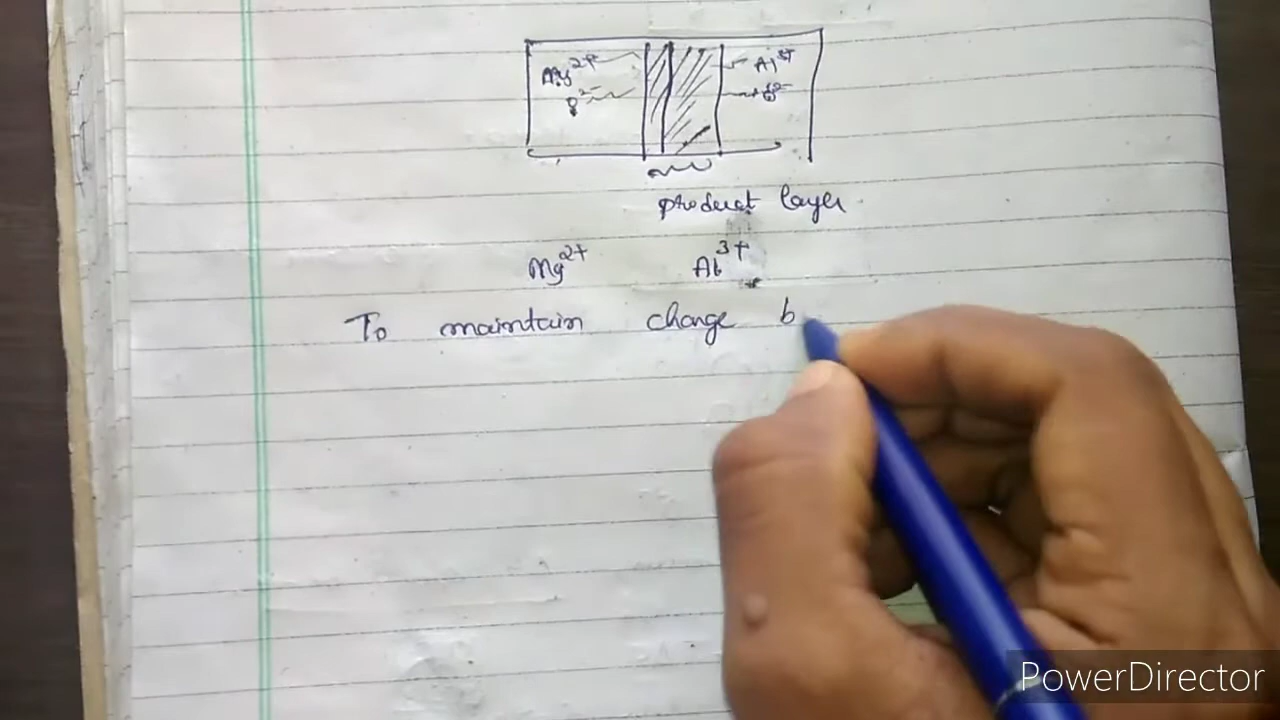 Mg²⁺ Al³⁺
O²⁻ O²⁻
product layer
Mg²⁺ Al³⁺
To maintain charge b
PowerDirector